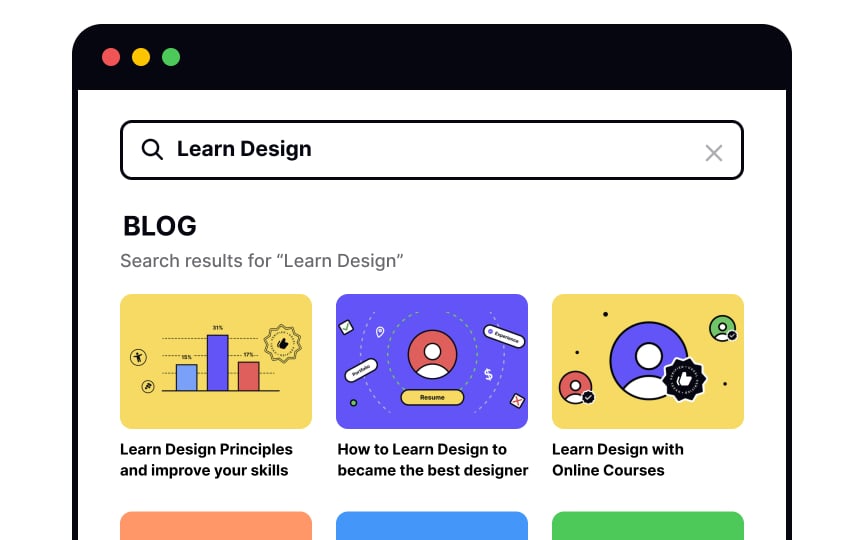 Learn Design
BLOG
Search results for “Learn Design”
31%
15%
17%
Portfolio
Experience
$
Resume
Learn Design Principles
and improve your skills
How to Learn Design to
became the best designer
Learn Design with
Online Courses